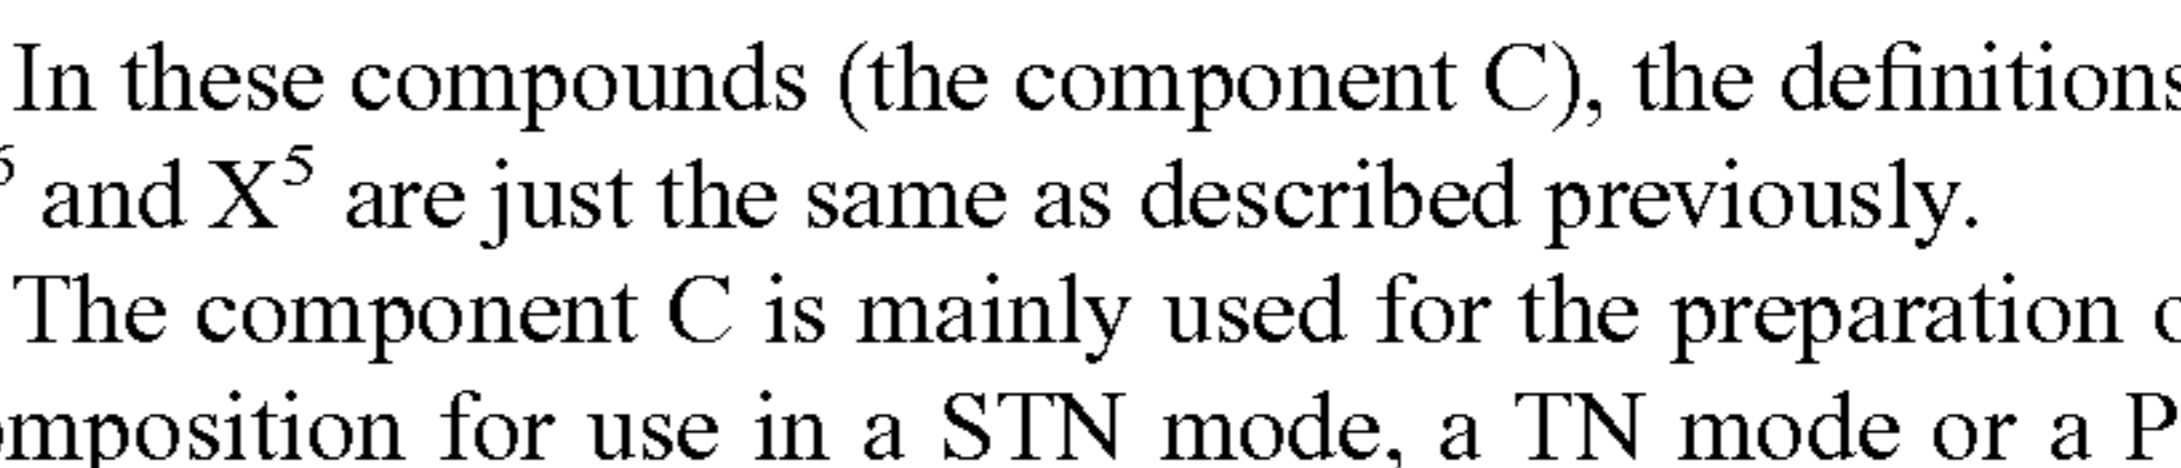 In these compounds (the component C), the definitions
and X⁵ are just the same as described previously.
The component C is mainly used for the preparation
for use in a STN mode, a TN mode or a